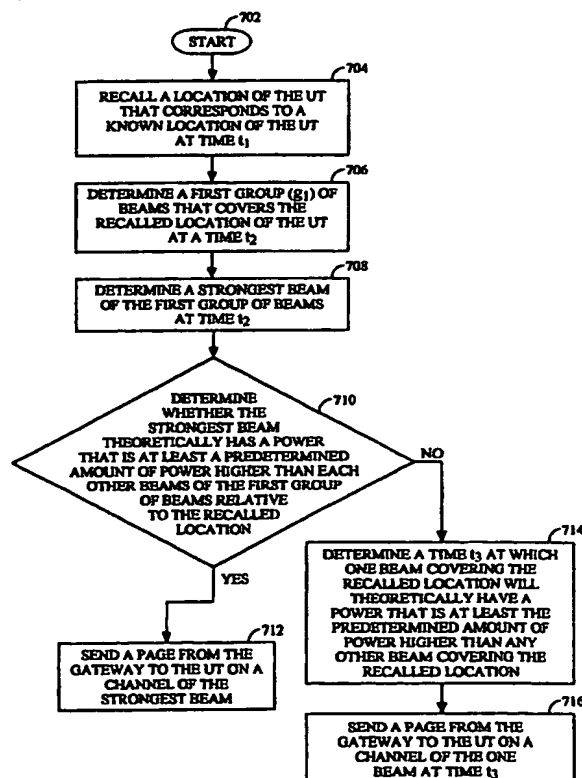 702
START
704
RECALL A LOCATION OF THE UT
THAT CORRESPONDS TO A
KNOWN LOCATION OF THE UT
AT TIME t1
706
DETERMINE A FIRST GROUP (g1) OF
BEAMS THAT COVERS THE
RECALLED LOCATION OF THE UT
AT A TIME t2
708
DETERMINE A STRONGEST BEAM
OF THE FIRST GROUP OF BEAMS
AT TIME t2
710
DETERMINE
WHETHER THE
STRONGEST BEAM
THEORETICALLY HAS A POWER
THAT IS AT LEAST A PREDETERMINED
AMOUNT OF POWER HIGHER THAN EACH
OTHER BEAMS OF THE FIRST GROUP
OF BEAMS RELATIVE
TO THE RECALLED
LOCATION
NO
YES
712
SEND A PAGE FROM THE
GATEWAY TO THE UT ON A
CHANNEL OF THE
STRONGEST BEAM
714
DETERMINE A TIME t3 AT WHICH
ONE BEAM COVERING THE
RECALLED LOCATION WILL
THEORETICALLY HAVE A
POWER THAT IS AT LEAST THE
PREDETERMINED AMOUNT OF
POWER HIGHER THAN ANY
OTHER BEAM COVERING THE
RECALLED LOCATION
716
SEND A PAGE FROM THE
GATEWAY TO THE UT ON A
CHANNEL OF THE ONE
BEAM AT TIME t3